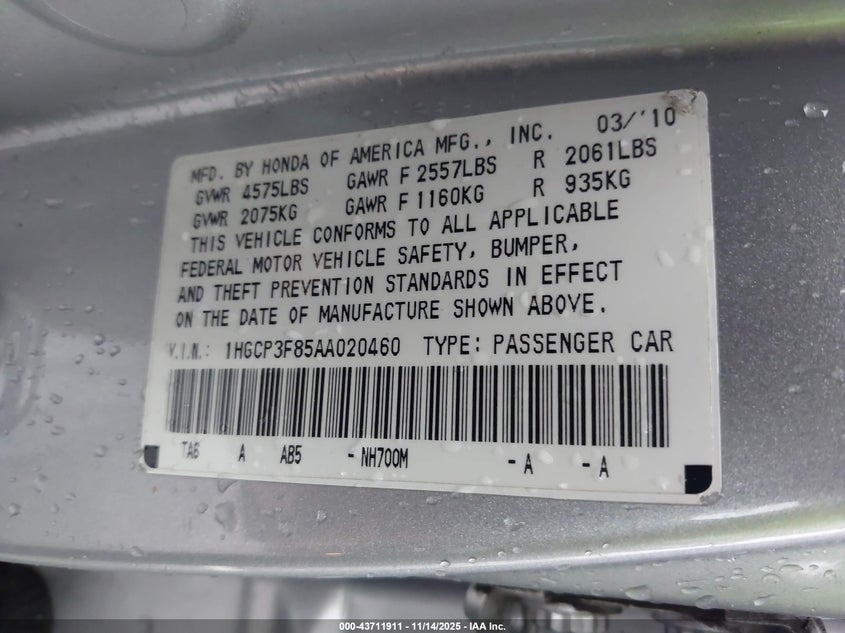 MFD. BY HONDA OF AMERICA MFG., INC. 03/'10
GVWR 4575LBS GAWR F 2557LBS R 2061LBS
GVWR 2075KG GAWR F 1160KG R 935KG
THIS VEHICLE CONFORMS TO ALL APPLICABLE
FEDERAL MOTOR VEHICLE SAFETY, BUMPER,
AND THEFT PREVENTION STANDARDS IN EFFECT
ON THE DATE OF MANUFACTURE SHOWN ABOVE.
V.I.N.: 1HGCP3F85AA020460 TYPE: PASSENGER CAR
TA6 A AB5 - NH700M - A - A
000-43711911 - 11/14/2025 - IAA Inc.